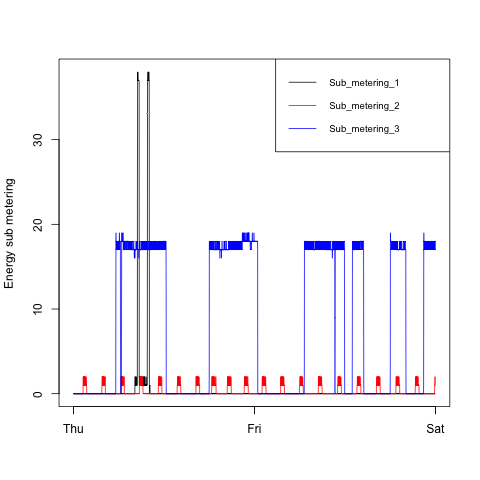 Sub_metering_1
Sub_metering_2
Sub_metering_3
Energy sub metering
30
20
10
0
Thu
Fri
Sat